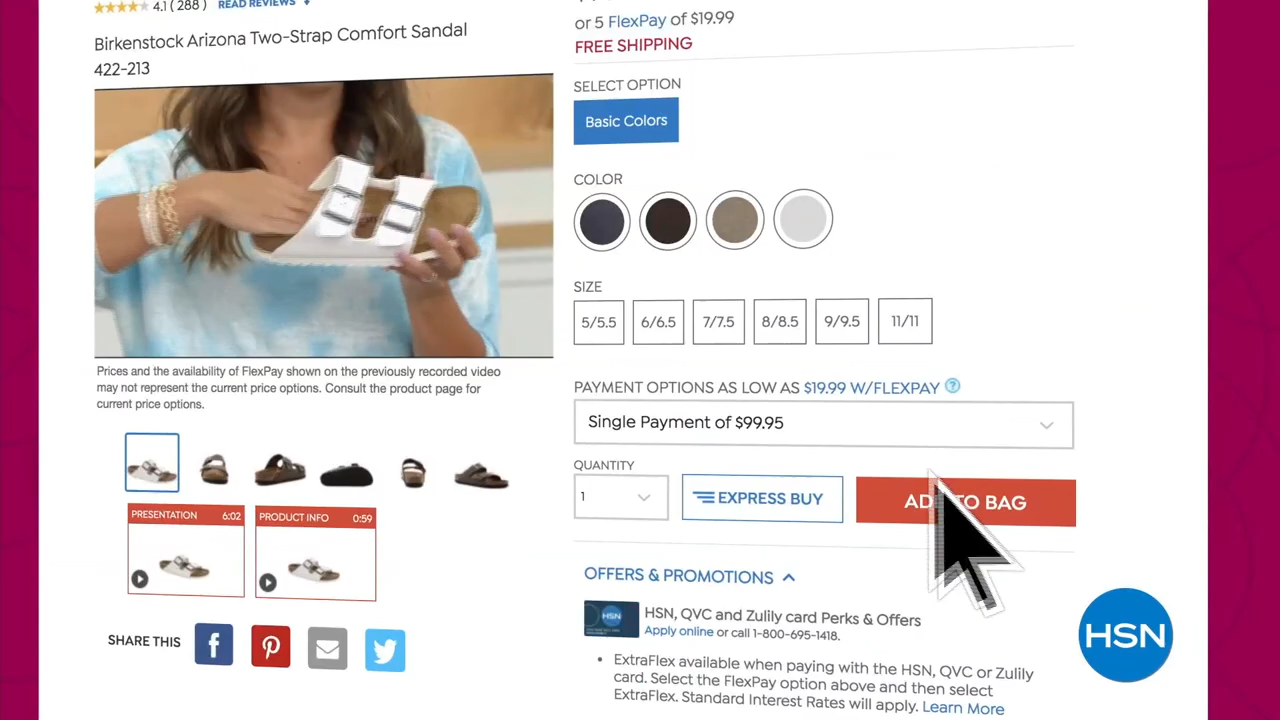 4.1 ( 288 ) READ REVIEWS
Birkenstock Arizona Two-Strap Comfort Sandal
422-213
Prices and the availability of FlexPay shown on the previously recorded video
may not represent the current price options. Consult the product page for
current price options.
PRESENTATION 6:02
PRODUCT INFO 0:59
SHARE THIS
or 5 FlexPay of $19.99
FREE SHIPPING
SELECT OPTION
Basic Colors
COLOR
SIZE
5/5.5 6/6.5 7/7.5 8/8.5 9/9.5 11/11
PAYMENT OPTIONS AS LOW AS $19.99 W/FLEXPAY ?
Single Payment of $99.95
QUANTITY
1
EXPRESS BUY
ADD TO BAG
OFFERS & PROMOTIONS
HSN
HSN, QVC and Zulily card Perks & Offers
Apply online or call 1-800-695-1418.
• ExtraFlex available when paying with the HSN, QVC or Zulily
card. Select the FlexPay option above and then select
ExtraFlex. Standard Interest Rates will apply. Learn More
HSN